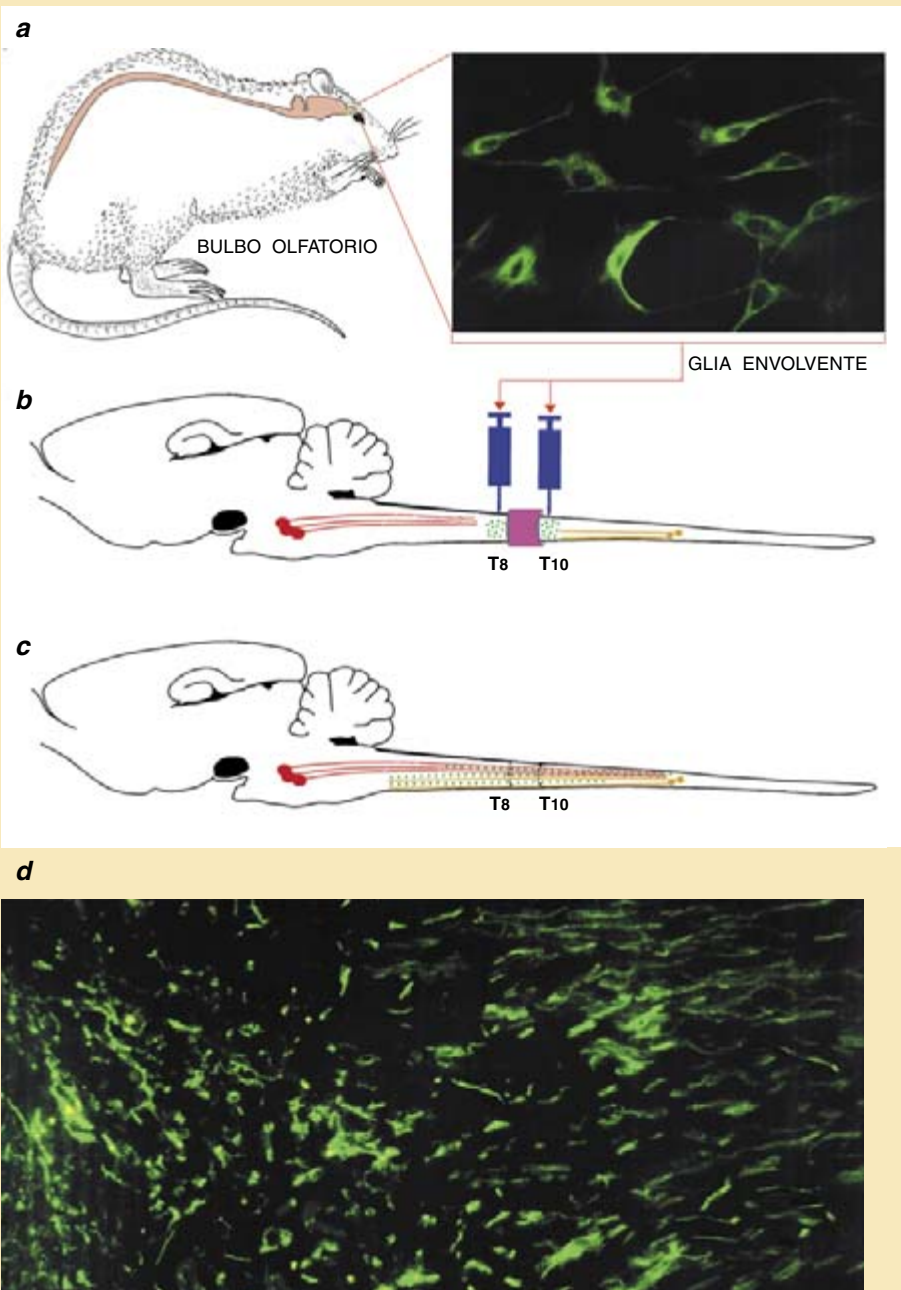 a
BULBO OLFATORIO
GLIA ENVOLVENTE
b
T8 T10
c
T8 T10
d